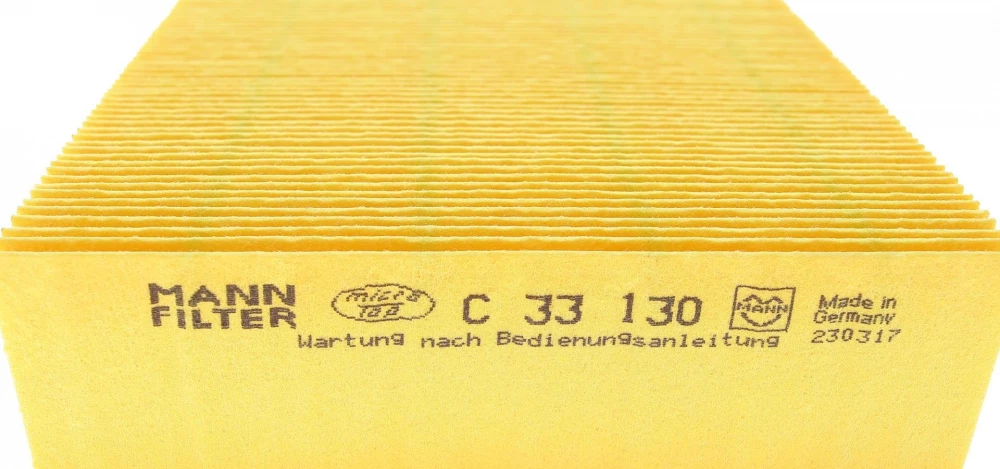 MANN
FILTER
micro
Top
C 33 130
MANN
Made in
Germany
230317
Wartung nach Bedienungsanleitung